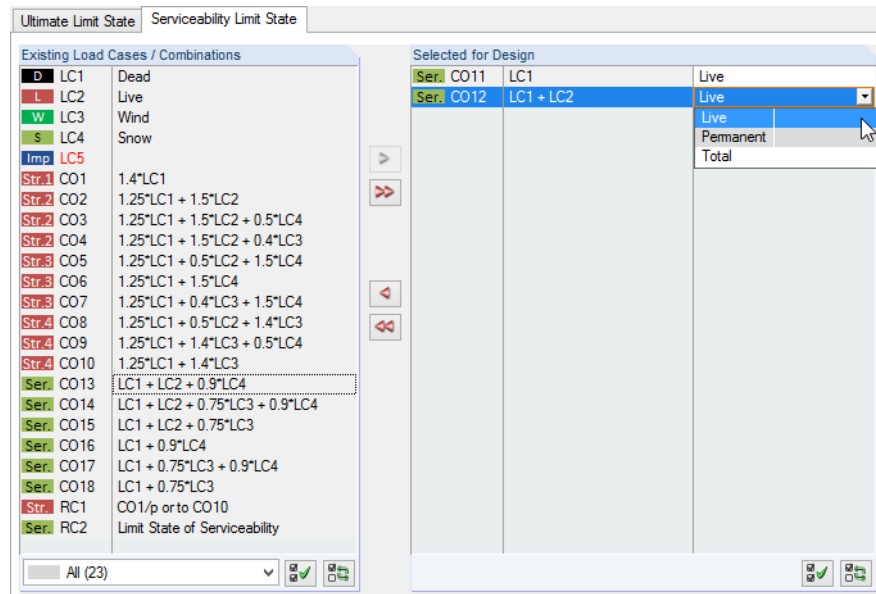 Ultimate Limit State Serviceability Limit State
Existing Load Cases / Combinations
D LC1 Dead
L LC2 Live
W LC3 Wind
S LC4 Snow
Imp LC5
Str.1 CO1 1.4*LC1
Str.2 CO2 1.25*LC1 + 1.5*LC2
Str.2 CO3 1.25*LC1 + 1.5*LC2 + 0.5*LC4
Str.2 CO4 1.25*LC1 + 1.5*LC2 + 0.4*LC3
Str.3 CO5 1.25*LC1 + 0.5*LC2 + 1.5*LC4
Str.3 CO6 1.25*LC1 + 1.5*LC4
Str.3 CO7 1.25*LC1 + 0.4*LC3 + 1.5*LC4
Str.4 CO8 1.25*LC1 + 0.5*LC2 + 1.4*LC3
Str.4 CO9 1.25*LC1 + 1.4*LC3 + 0.5*LC4
Str.4 CO10 1.25*LC1 + 1.4*LC3
Ser. CO13 LC1 + LC2 + 0.9*LC4
Ser. CO14 LC1 + LC2 + 0.75*LC3 + 0.9*LC4
Ser. CO15 LC1 + LC2 + 0.75*LC3
Ser. CO16 LC1 + 0.9*LC4
Ser. CO17 LC1 + 0.75*LC3 + 0.9*LC4
Ser. CO18 LC1 + 0.75*LC3
Str. RC1 CO1/p or to CO10
Ser. RC2 Limit State of Serviceability
All (23)
Selected for Design
Ser. CO11 LC1 Live
Ser. CO12 LC1 + LC2 Live
Live
Permanent
Total